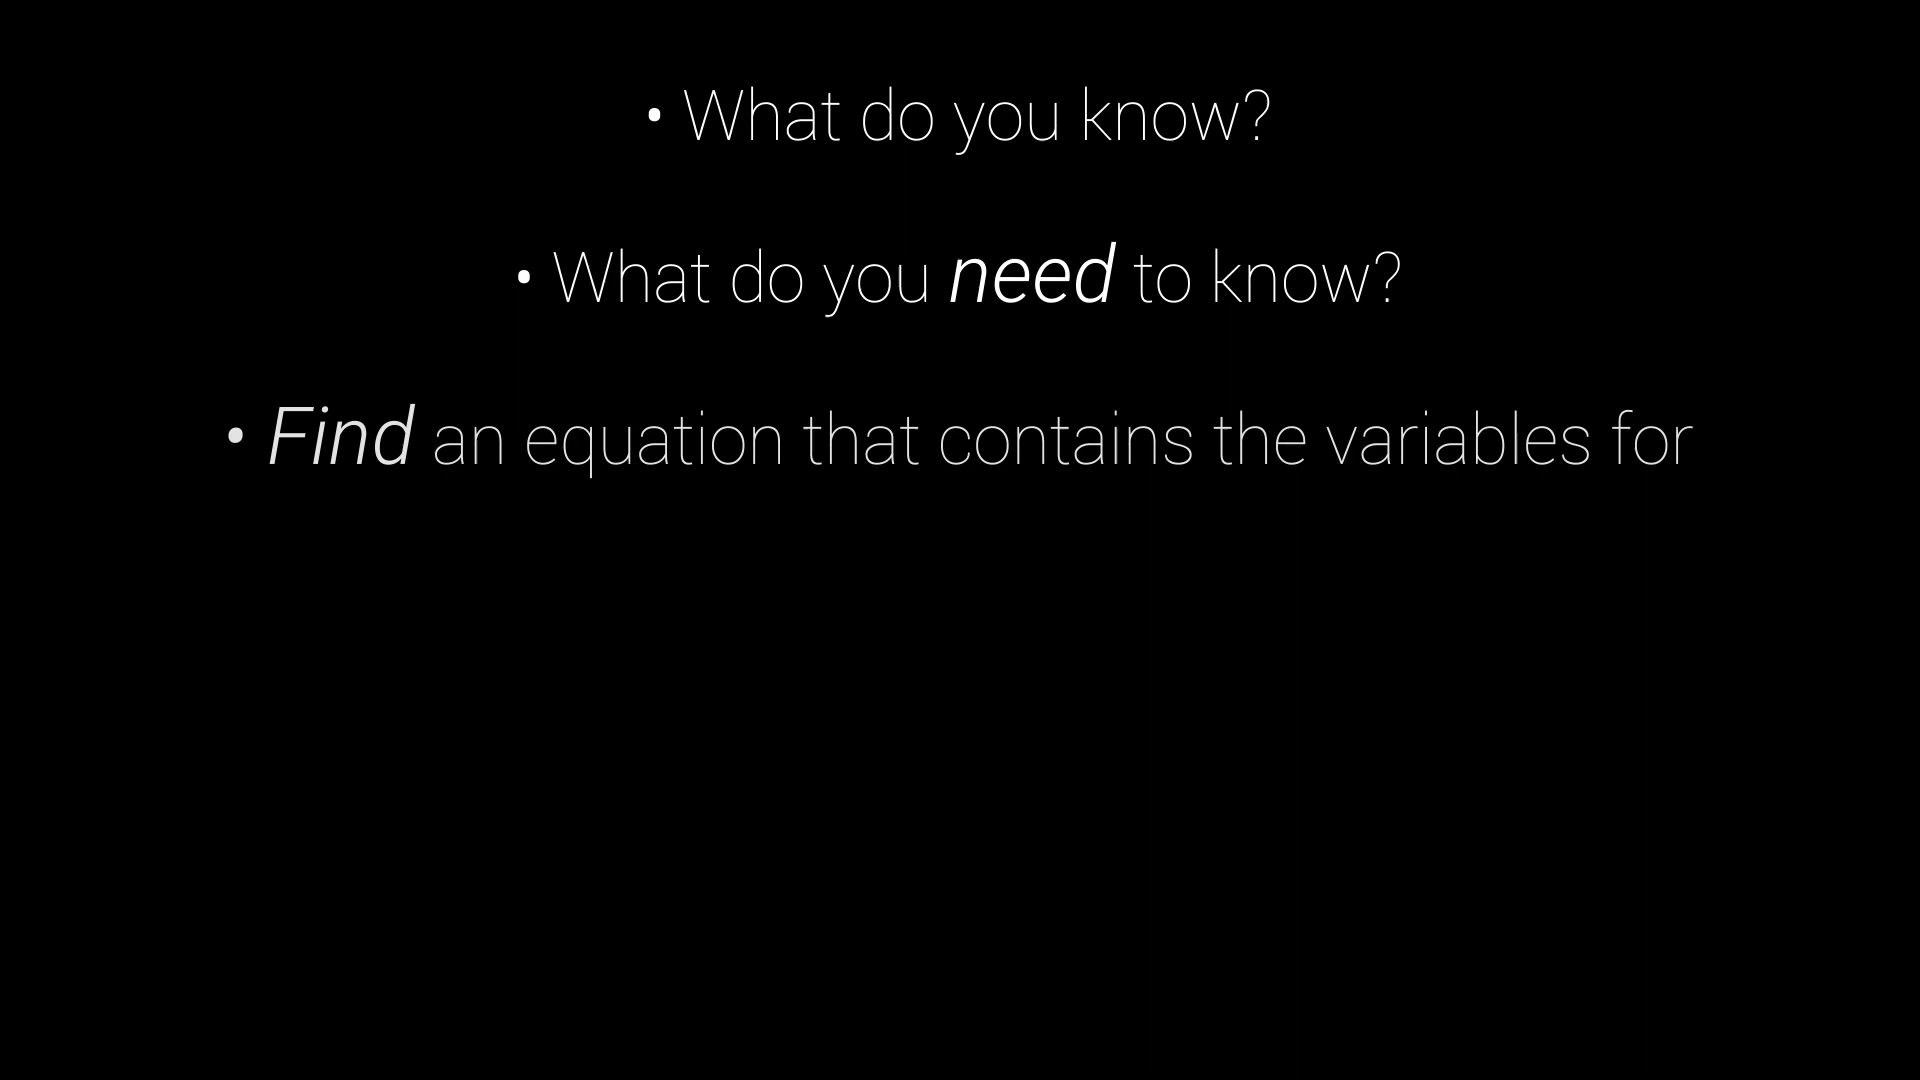 • What do you know?
• What do you need to know?
• Find an equation that contains the variables for